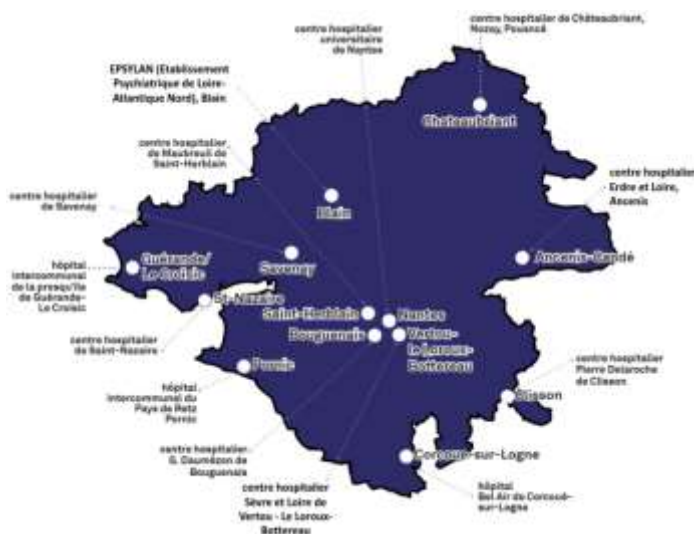 centre hospitalier
universitaire
de Nantes
centre hospitalier de Châteaubriant,
Nozay, Pouancé
EPSYLAN (Etablissement
Psychiatrique de Loire-
Atlantique Nord), Blain
centre hospitalier
de Maubreuil de
Saint-Herblain
centre hospitalier
de Savenay
hôpital
intercommunal
de la presqu'île
de Guérande-
Le Croisic
centre hospitalier
de Saint-Nazaire
hôpital
intercommunal du
Pays de Retz
Pornic
centre hospitalier
G. Daumézon de
Bouguenais
centre hospitalier
Sèvre et Loire de
Vertou - Le Loroux-
Bottereau
hôpital
Bel Air de Corcoué-
sur-Logne
centre hospitalier
Pierre Delaroche
de Clisson
centre hospitalier
Erdre et Loire,
Ancenis
Chateaubriant
Blain
Guérande/
Le Croisic
Savenay
Ancenis-Candé
St-Nazaire
Saint-Herblain
Nantes
Bouguenais
Vertou-
le Loroux-
Bottereau
Pornic
Clisson
Corcoué-sur-Logne